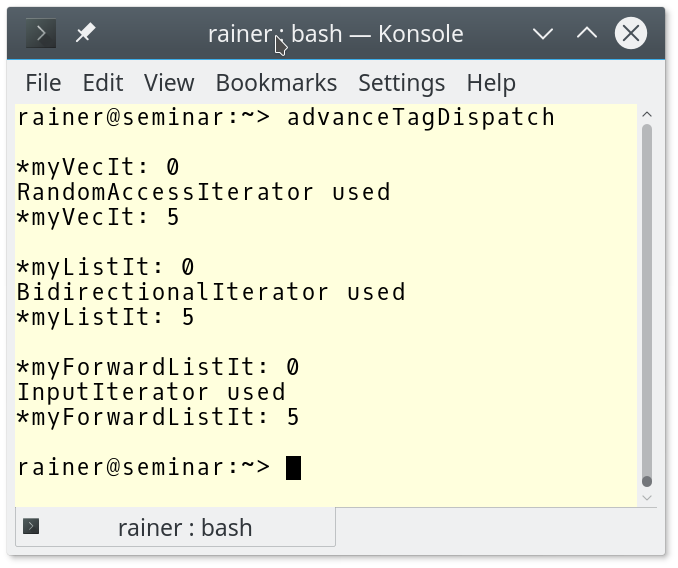 rainer : bash — Konsole
File Edit View Bookmarks Settings Help
rainer@seminar:~> advanceTagDispatch
*myVecIt: 0
RandomAccessIterator used
*myVecIt: 5
*myListIt: 0
BidirectionalIterator used
*myListIt: 5
*myForwardListIt: 0
InputIterator used
*myForwardListIt: 5
rainer@seminar:~>
rainer : bash